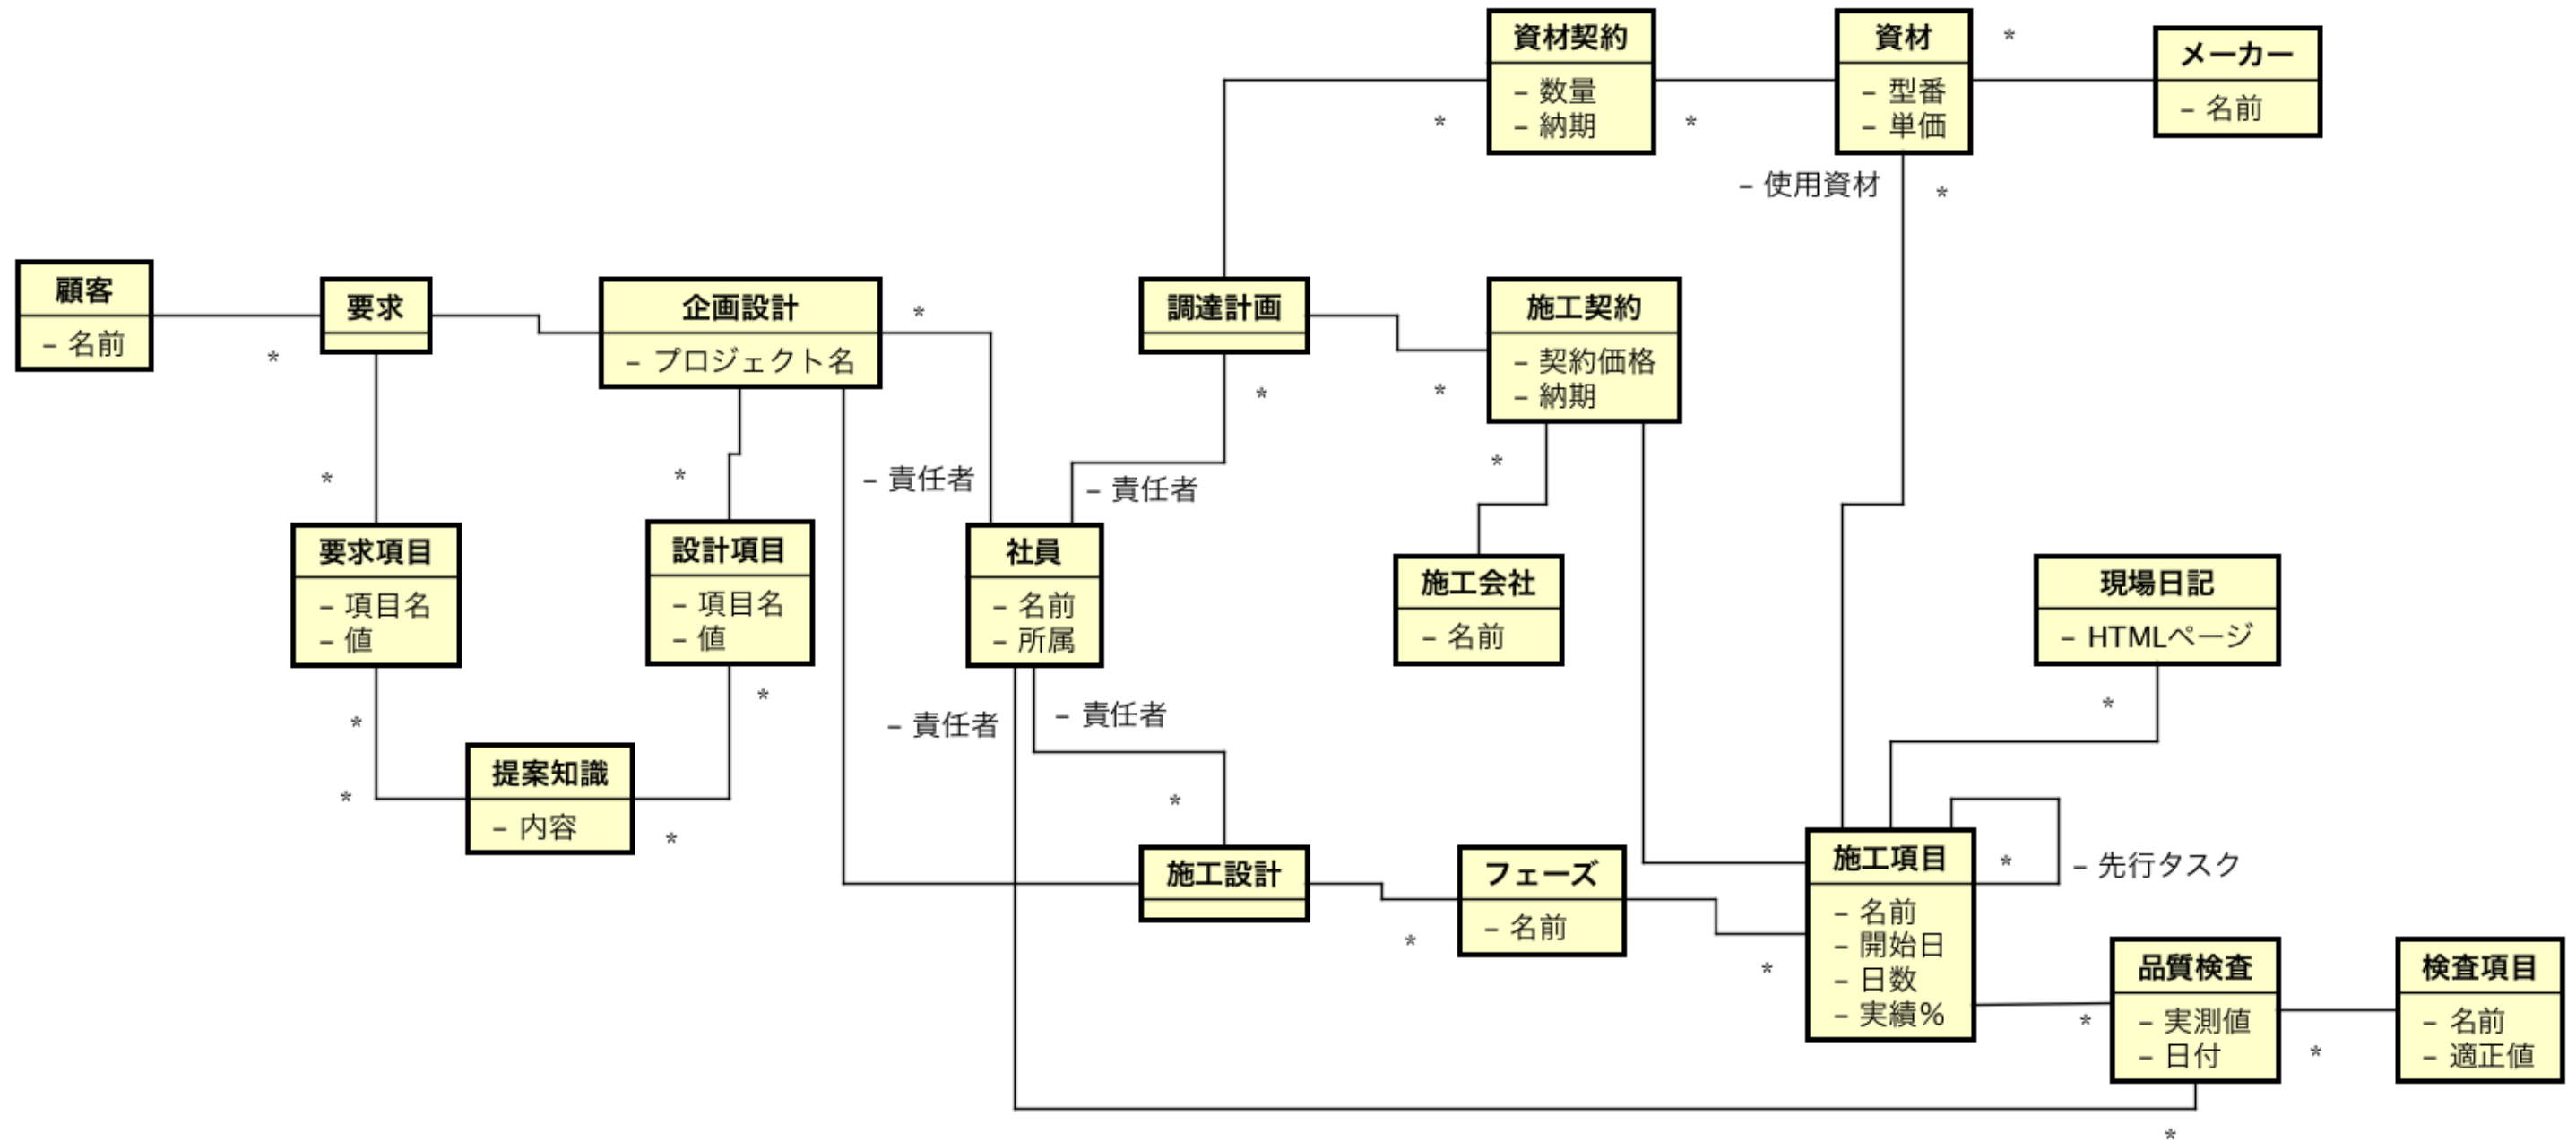 資材契約
– 数量
– 納期
*
*
資材
– 型番
– 単価
*
メーカー
– 名前
– 使用資材
*
顧客
– 名前
*
要求
企画設計
– プロジェクト名
*
調達計画
*
施工契約
– 契約価格
– 納期
*
*
*
*
– 責任者
– 責任者
要求項目
– 項目名
– 値
設計項目
– 項目名
– 値
社員
– 名前
– 所属
施工会社
– 名前
現場日記
– HTMLページ
*
*
*
– 責任者
– 責任者
*
提案知識
– 内容
*
*
*
施工設計
フェーズ
– 名前
*
*
施工項目
– 名前
– 開始日
– 日数
– 実績%
*
– 先行タスク
品質検査
– 実測値
– 日付
*
*
*
検査項目
– 名前
– 適正値